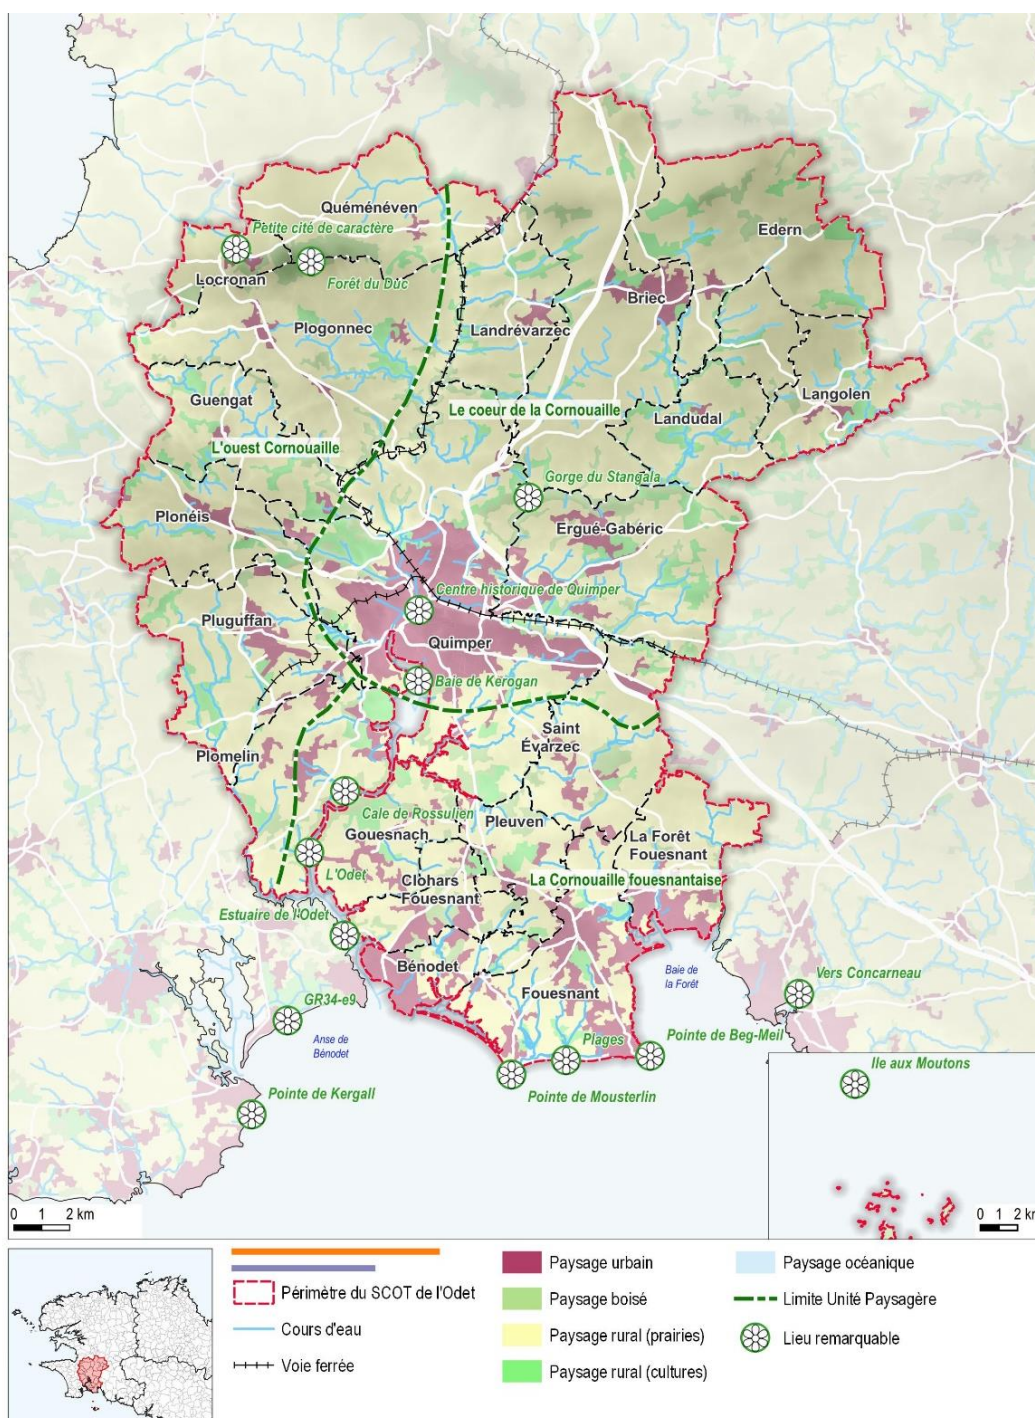 Quéménéven
Petite cité de caractère
Edern
Locronan
Forêt du Duc
Briec
Plogonnec
Landrévarzec
Guengat
Langolen
Le coeur de la Cornouaille
Landudal
L'ouest Cornouaille
Gorge du Stangala
Plonéis
Ergué-Gabéric
Centre historique de Quimper
Pluguffan
Quimper
Baie de Kerogan
Saint
Évarzec
Plomelin
Cale de Rossulien
Pleuven
Gouesnach
La Forêt
Fouesnant
L'Odet
Clohars
Fouesnant
La Cornouaille fouesnantaise
Estuaire de l'Odet
Bénodet
Baie de
la Forêt
Vers Concarneau
Fouesnant
GR34-e9
Anse de
Bénodet
Plages
Pointe de Beg-Meil
Ile aux Moutons
Pointe de Kergall
Pointe de Mousterlin
0 1 2 km
0 1 2 km
Périmètre du SCOT de l'Odet
Cours d'eau
Voie ferrée
Paysage urbain
Paysage boisé
Paysage rural (prairies)
Paysage rural (cultures)
Paysage océanique
Limite Unité Paysagère
Lieu remarquable